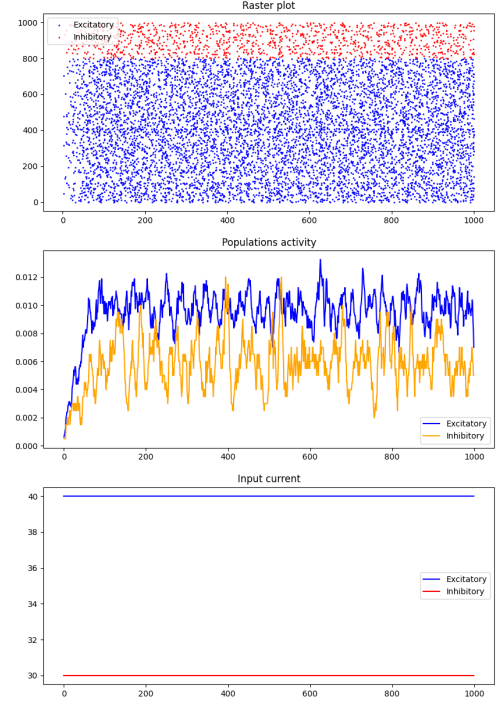 Raster plot
1000
800
600
400
200
0
Excitatory
Inhibitory
0 200 400 600 800 1000
Populations activity
0.012
0.010
0.008
0.006
0.004
0.002
0.000
Excitatory
Inhibitory
0 200 400 600 800 1000
Input current
40
38
36
34
32
30
Excitatory
Inhibitory
0 200 400 600 800 1000